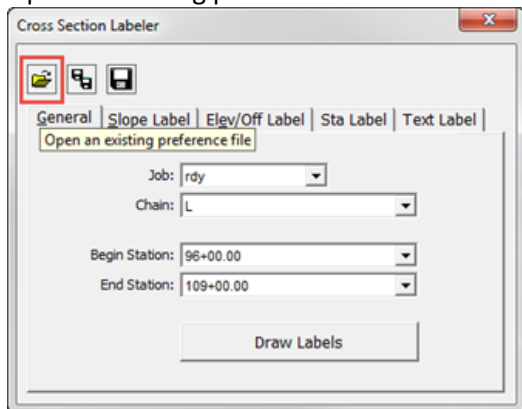 Cross Section Labeler
General Slope Label Elev/Off Label Sta Label Text Label
Open an existing preference file
Job: rdy
Chain: L
Begin Station: 96+00.00
End Station: 109+00.00
Draw Labels